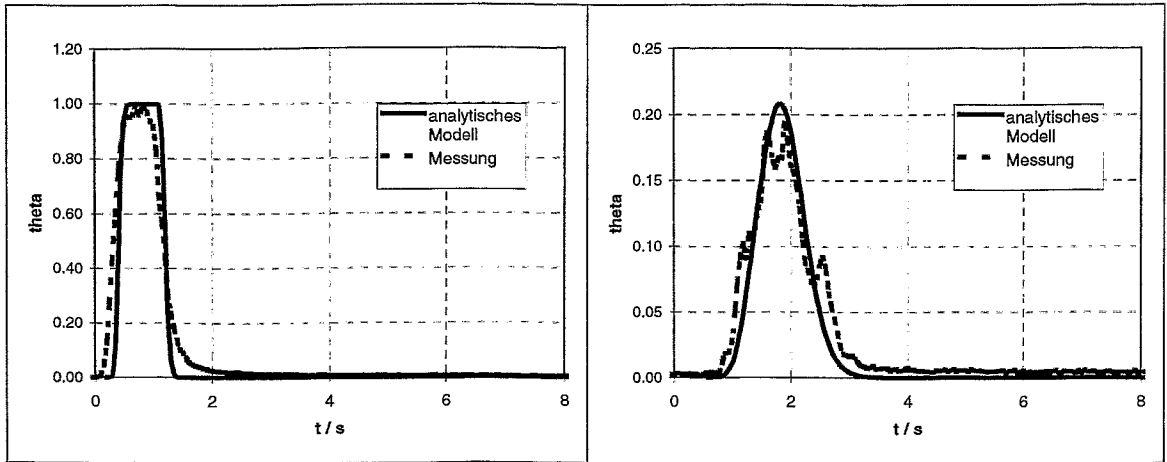 1.20
1.00
0.80
0.60
0.40
0.20
0.00
theta
0 2 4 6 8
t / s
analytisches
Modell
Messung
0.25
0.20
0.15
0.10
0.05
0.00
theta
0 2 4 6 8
t / s
analytisches
Modell
Messung